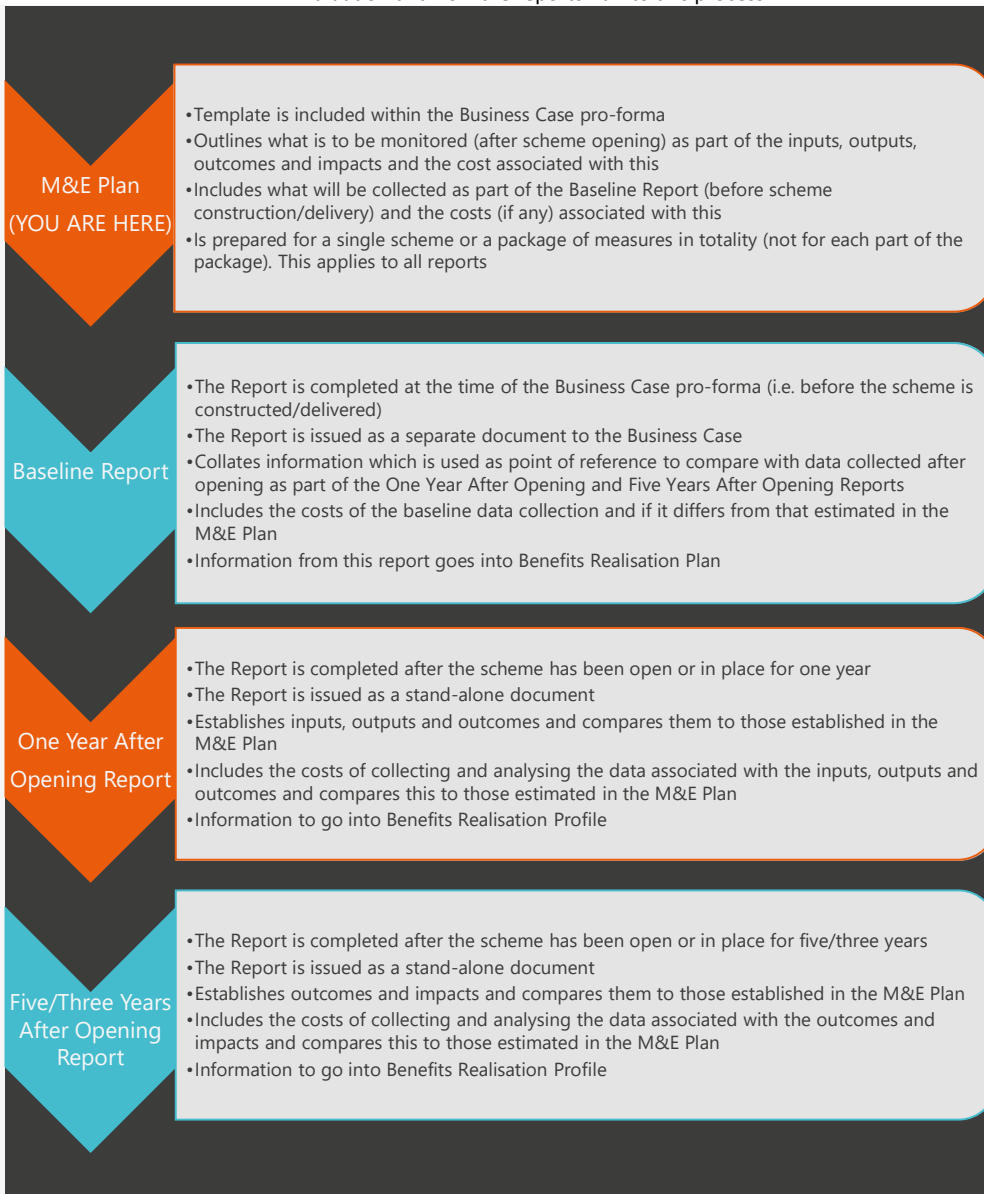 M&E Plan
(YOU ARE HERE)
•Template is included within the Business Case pro-forma
•Outlines what is to be monitored (after scheme opening) as part of the inputs, outputs,
outcomes and impacts and the cost associated with this
•Includes what will be collected as part of the Baseline Report (before scheme
construction/delivery) and the costs (if any) associated with this
•Is prepared for a single scheme or a package of measures in totality (not for each part of the
package). This applies to all reports
Baseline Report
•The Report is completed at the time of the Business Case pro-forma (i.e. before the scheme is
constructed/delivered)
•The Report is issued as a separate document to the Business Case
•Collates information which is used as point of reference to compare with data collected after
opening as part of the One Year After Opening and Five Years After Opening Reports
•Includes the costs of the baseline data collection and if it differs from that estimated in the
M&E Plan
•Information from this report goes into Benefits Realisation Plan
One Year After
Opening Report
•The Report is completed after the scheme has been open or in place for one year
•The Report is issued as a stand-alone document
•Establishes inputs, outputs and outcomes and compares them to those established in the
M&E Plan
•Includes the costs of collecting and analysing the data associated with the inputs, outputs and
outcomes and compares this to those estimated in the M&E Plan
•Information to go into Benefits Realisation Profile
Five/Three Years
After Opening
Report
•The Report is completed after the scheme has been open or in place for five/three years
•The Report is issued as a stand-alone document
•Establishes outcomes and impacts and compares them to those established in the M&E Plan
•Includes the costs of collecting and analysing the data associated with the outcomes and
impacts and compares this to those estimated in the M&E Plan
•Information to go into Benefits Realisation Profile